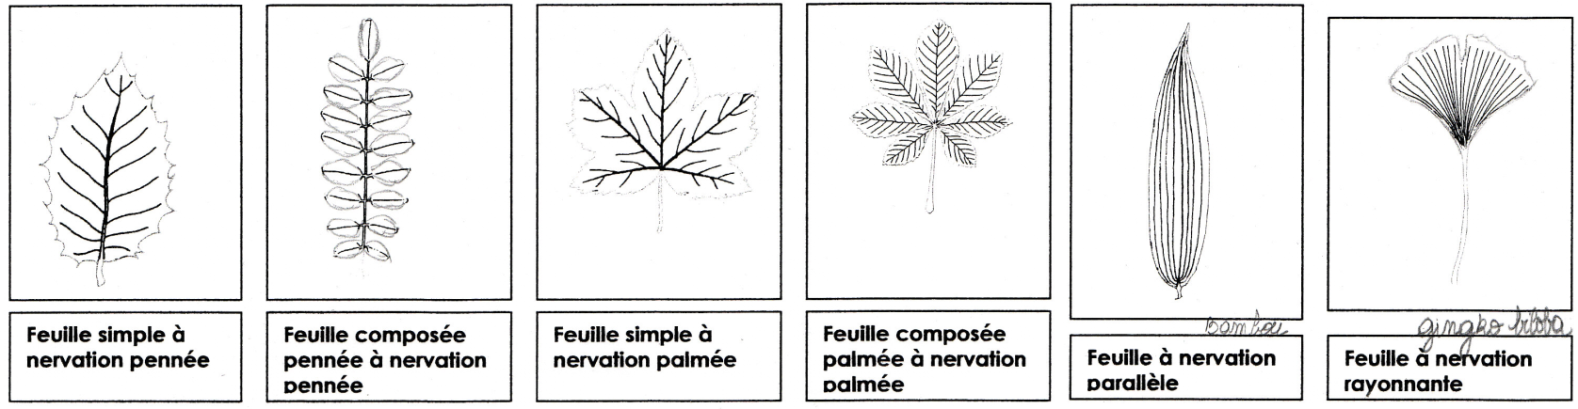 Feuille simple à
nervation pennée
Feuille composée
pennée à nervation
pennée
Feuille simple à
nervation palmée
Feuille composée
palmée à nervation
palmée
Bambou
Feuille à nervation
parallèle
gingko biloba
Feuille à nervation
rayonnante